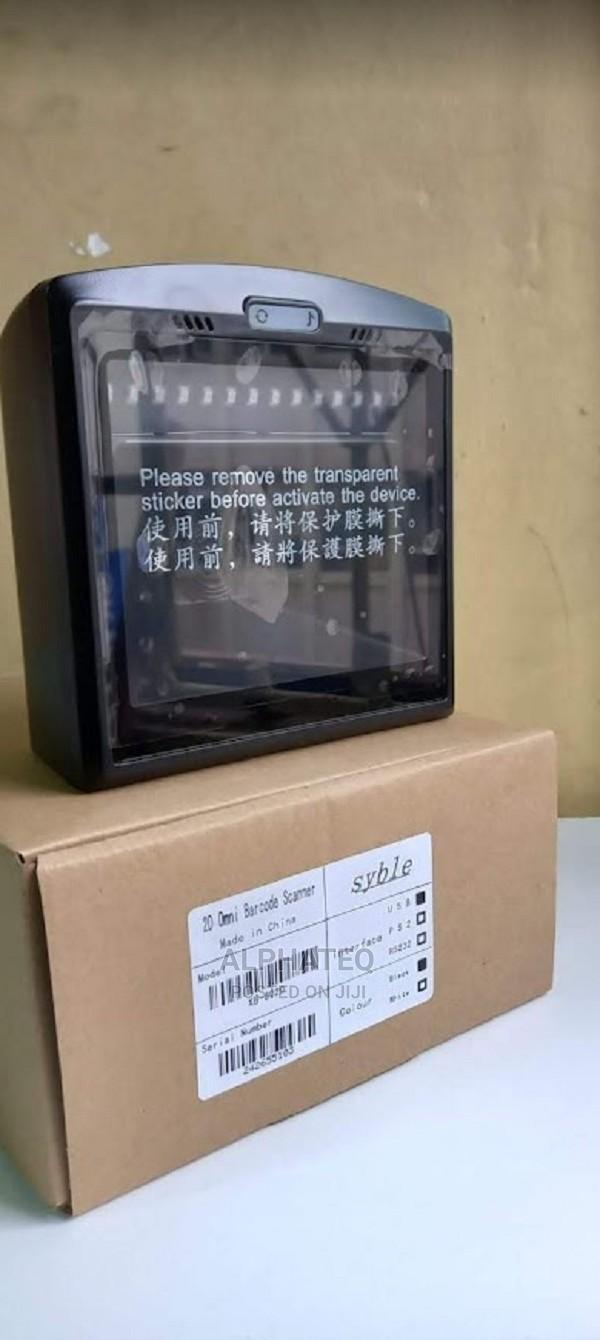 Please remove the transparent
sticker before activate the device.
使用前，请将保护膜撕下。
使用前，請將保護膜撕下。
2D Omni Barcode Scanner
Made in China
syble
Interface
USB
PS2
RS232
Model
ALPHATEQ
POSTED ON JIJI
Colour
Black
White
Serial Number